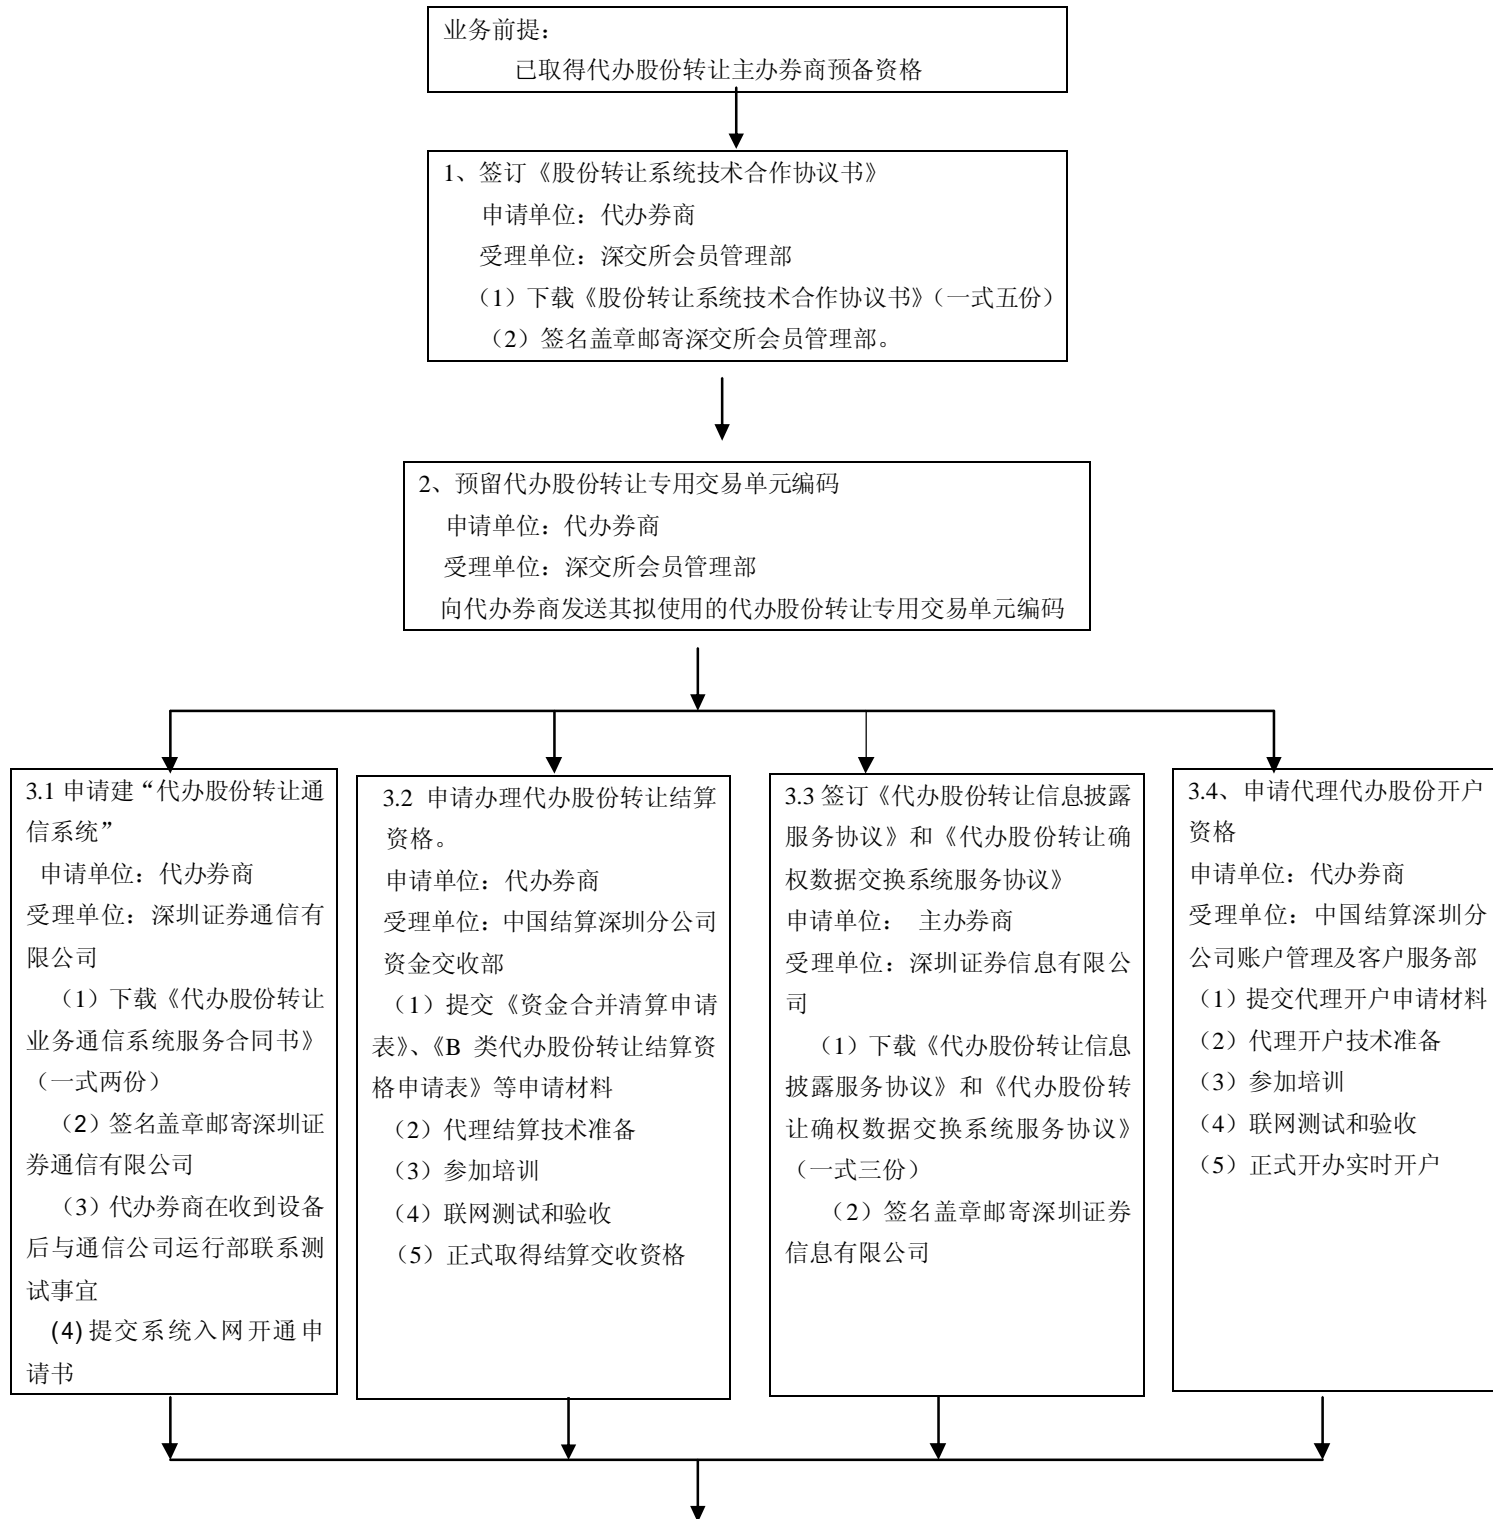 业务前提：
已取得代办股份转让主办券商预备资格
1、签订《股份转让系统技术合作协议书》
申请单位：代办券商
受理单位：深交所会员管理部
（1）下载《股份转让系统技术合作协议书》（一式五份）
（2）签名盖章邮寄深交所会员管理部。
2、预留代办股份转让专用交易单元编码
申请单位：代办券商
受理单位：深交所会员管理部
向代办券商发送其拟使用的代办股份转让专用交易单元编码
3.1 申请建“代办股份转让通
信系统”
申请单位：代办券商
受理单位：深圳证券通信有
限公司
（1）下载《代办股份转让
业务通信系统服务合同书》
（一式两份）
（2）签名盖章邮寄深圳证
券通信有限公司
（3）代办券商在收到设备
后与通信公司运行部联系测
试事宜
(4)提交系统入网开通申
请书
3.2 申请办理代办股份转让结算
资格。
申请单位：代办券商
受理单位：中国结算深圳分公司
资金交收部
（1）提交《资金合并清算申请
表》、《B 类代办股份转让结算资
格申请表》等申请材料
（2）代理结算技术准备
（3）参加培训
（4）联网测试和验收
（5）正式取得结算交收资格
3.3 签订《代办股份转让信息披露
服务协议》和《代办股份转让确
权数据交换系统服务协议》
申请单位： 主办券商
受理单位：深圳证券信息有限公
司
（1）下载《代办股份转让信息
披露服务协议》和《代办股份转
让确权数据交换系统服务协议》
（一式三份）
（2）签名盖章邮寄深圳证券
信息有限公司
3.4、申请代理代办股份开户
资格
申请单位：代办券商
受理单位：中国结算深圳分
公司账户管理及客户服务部
（1）提交代理开户申请材料
（2）代理开户技术准备
（3）参加培训
（4）联网测试和验收
（5）正式开办实时开户